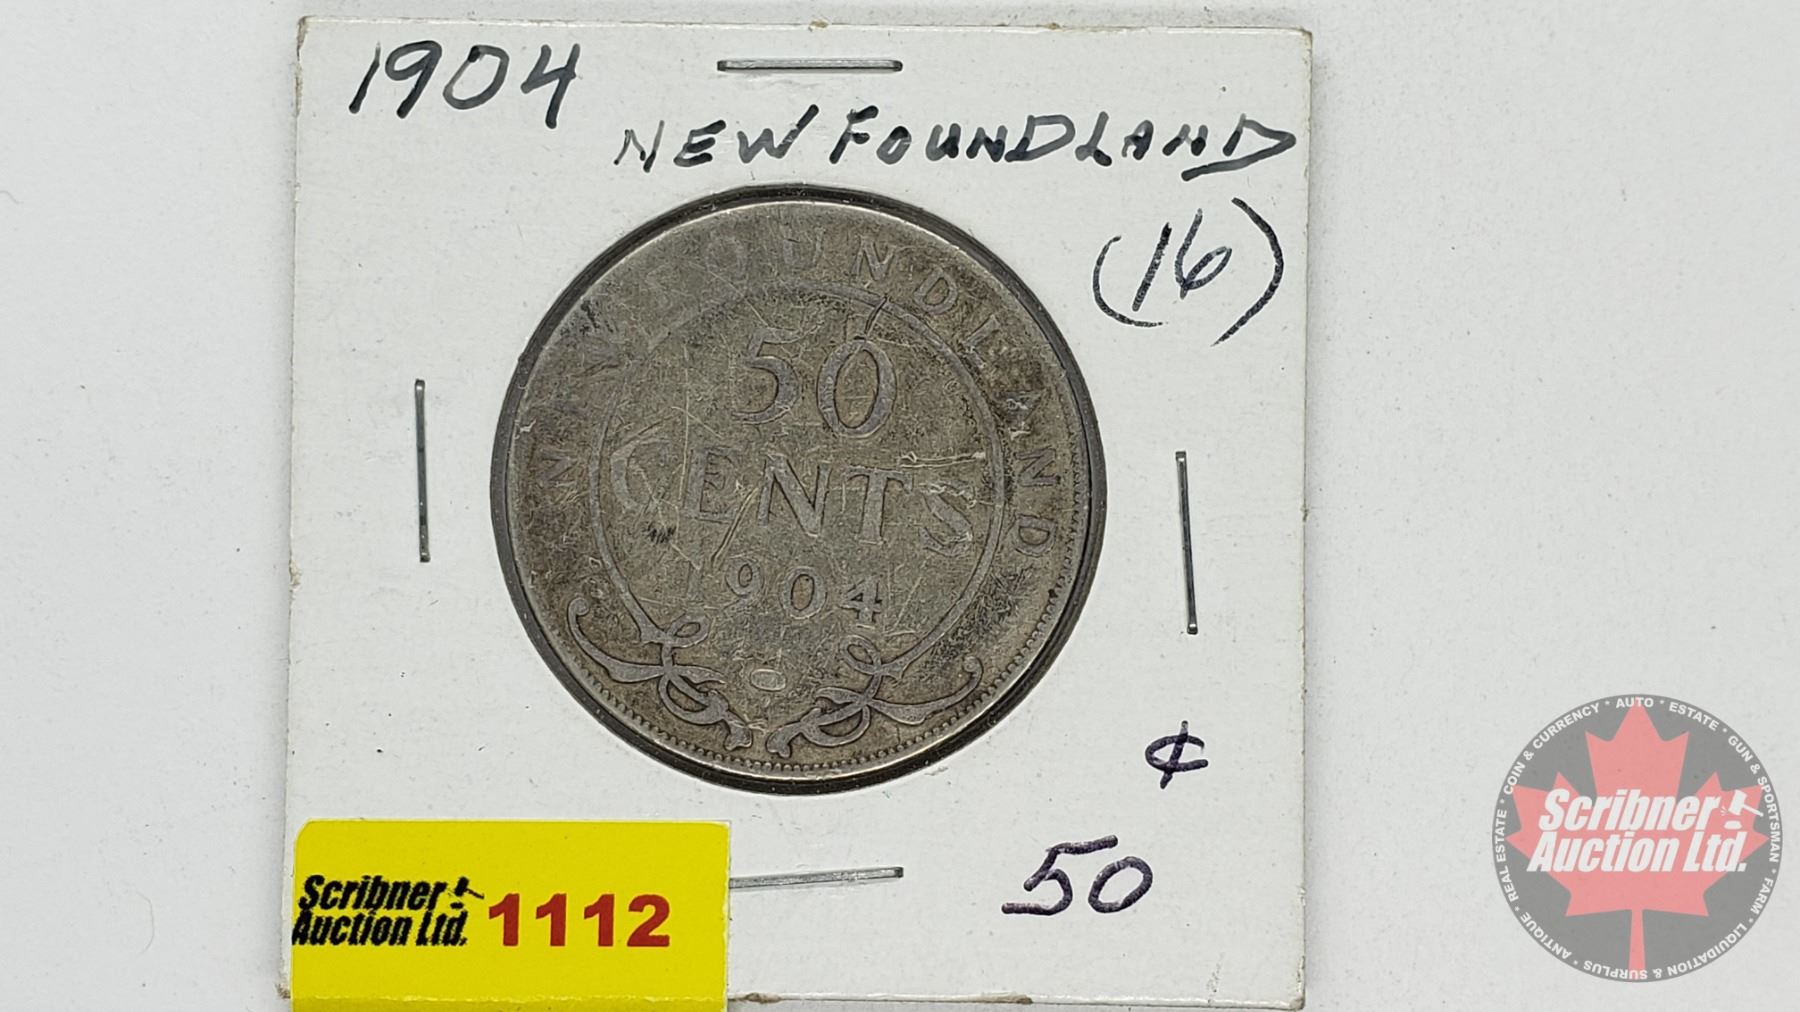 1904
NEWFOUNDLAND
(16)
NEWFOUNDLAND
50
CENTS
1904
¢
50
Scribner
Auction Ltd.
1112
COIN & CURRENCY * AUTO * ESTATE * GUN & SPORTSMAN * FARM * LIQUIDATION & SURPLUS * ANTIQUE * REAL ESTATE *
Scribner
Auction Ltd.